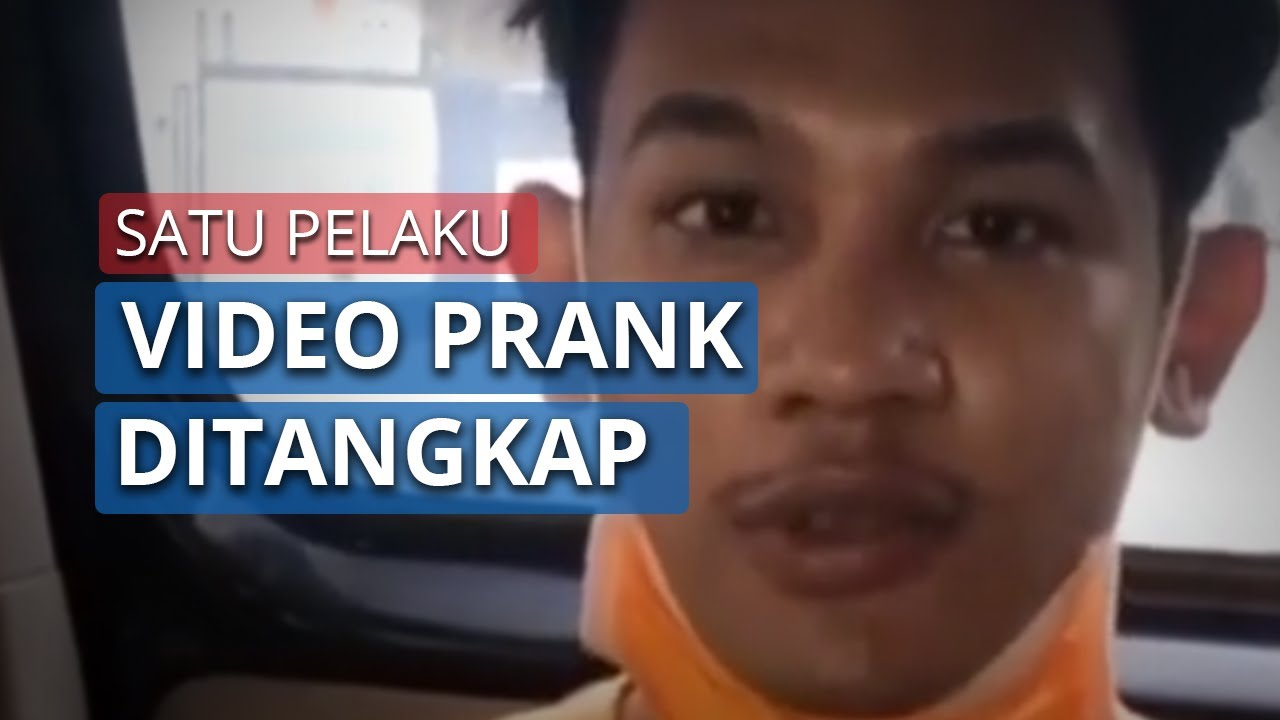 SATU PELAKU
VIDEO PRANK
DITANGKAP